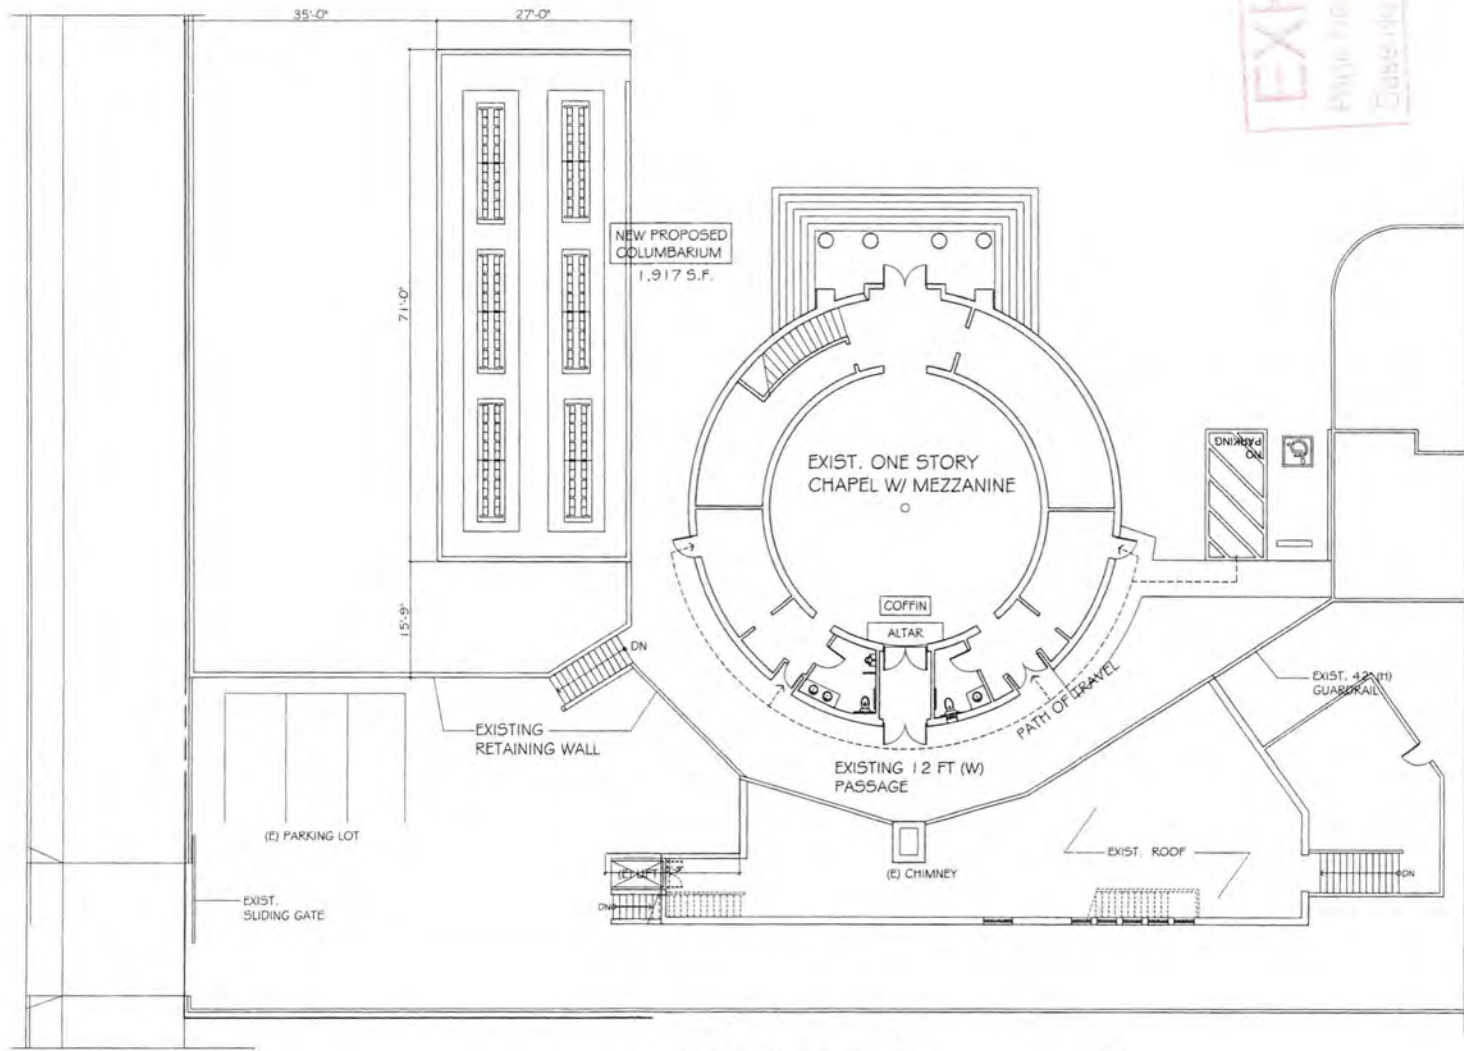 35'-0"
27'-0"
EX
NEW PROPOSED
COLUMBARIUM
1,917 S.F.
71'-0"
EXIST. ONE STORY
CHAPEL W/ MEZZANINE
NO
PARKING
COFFIN
ALTAR
15'-9"
DN
EXISTING
RETAINING WALL
PATH OF TRAVEL
EXIST. 42" (H)
GUARDRAIL
EXISTING 12 FT (W)
PASSAGE
(E) PARKING LOT
EXIST. ROOF
(E) LIFT
(E) CHIMNEY
DN
EXIST.
SLIDING GATE
DN